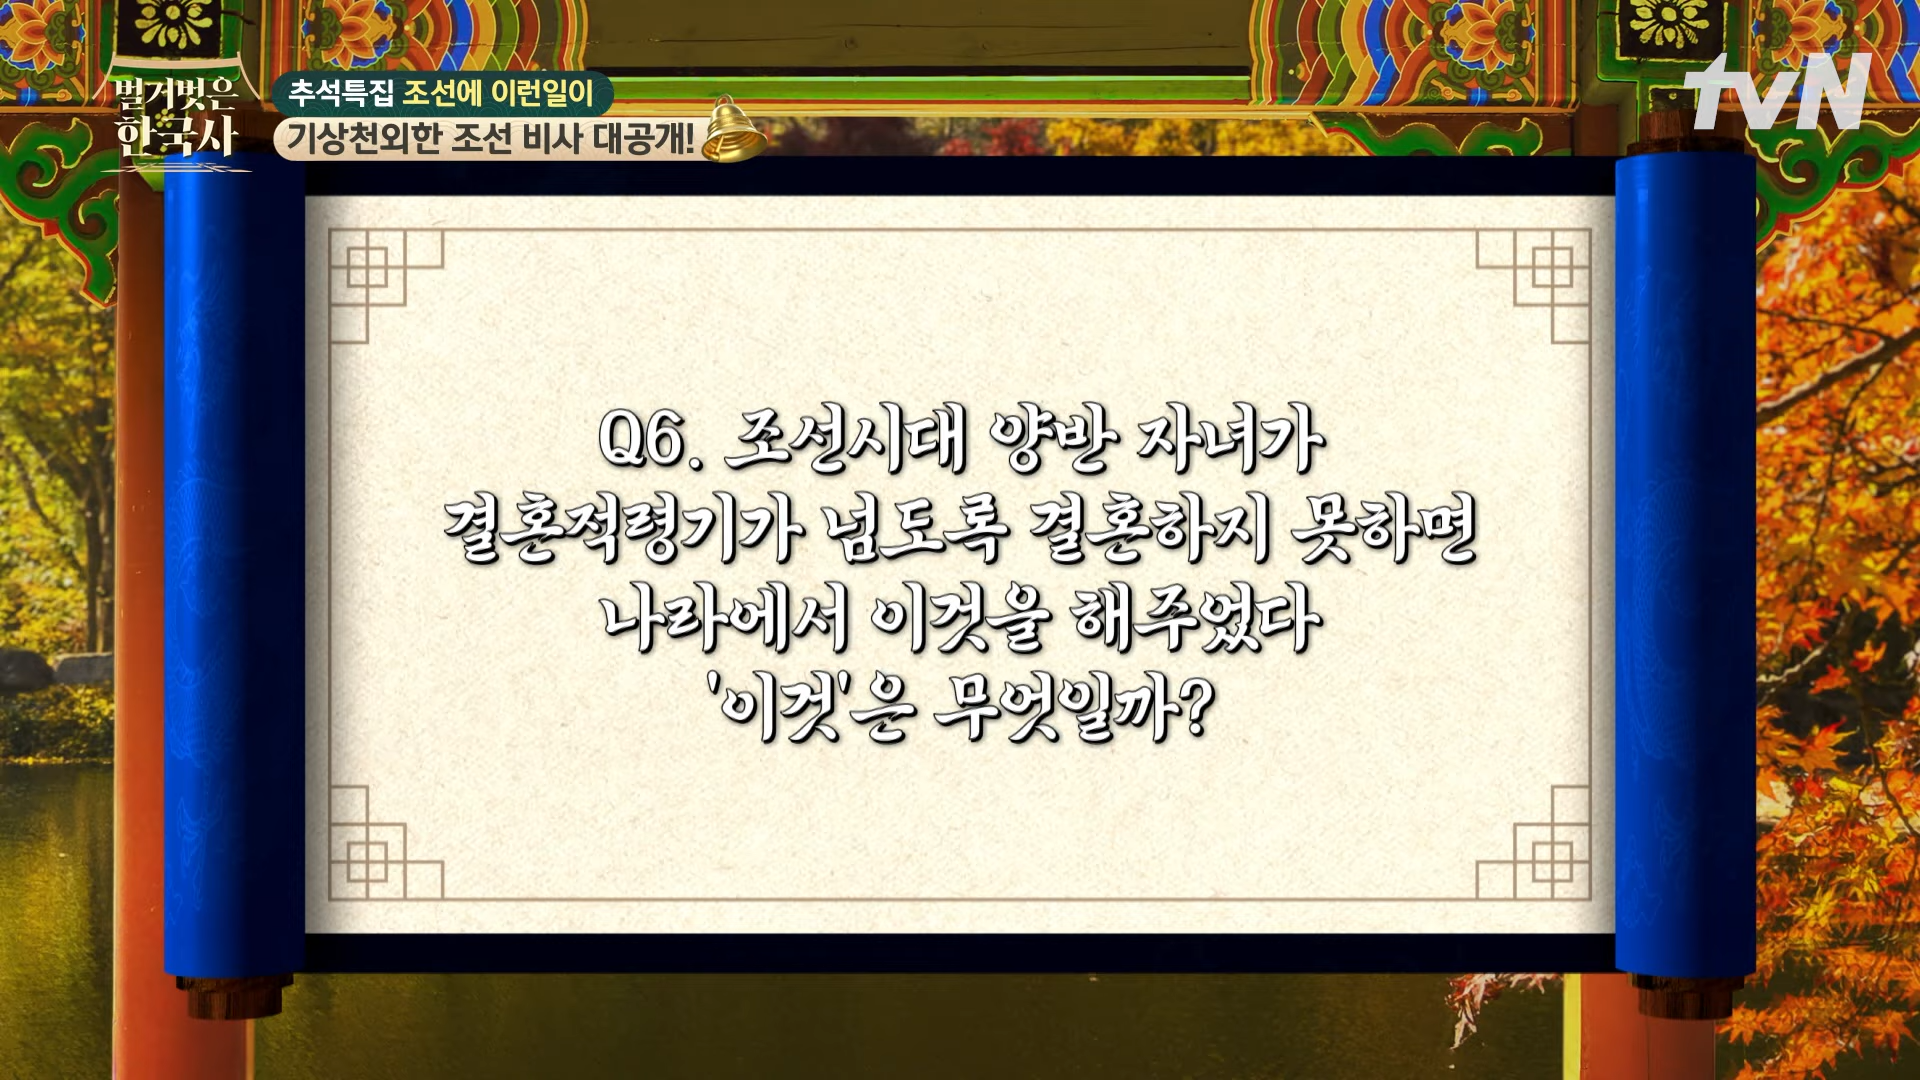 벌거벗은
한국사
추석특집 조선에 이런일이
기상천외한 조선 비사 대공개!
tvN
Q6. 조선시대 양반 자녀가
결혼적령기가 넘도록 결혼하지 못하면
나라에서 이것을 해주었다
'이것'은 무엇일까?